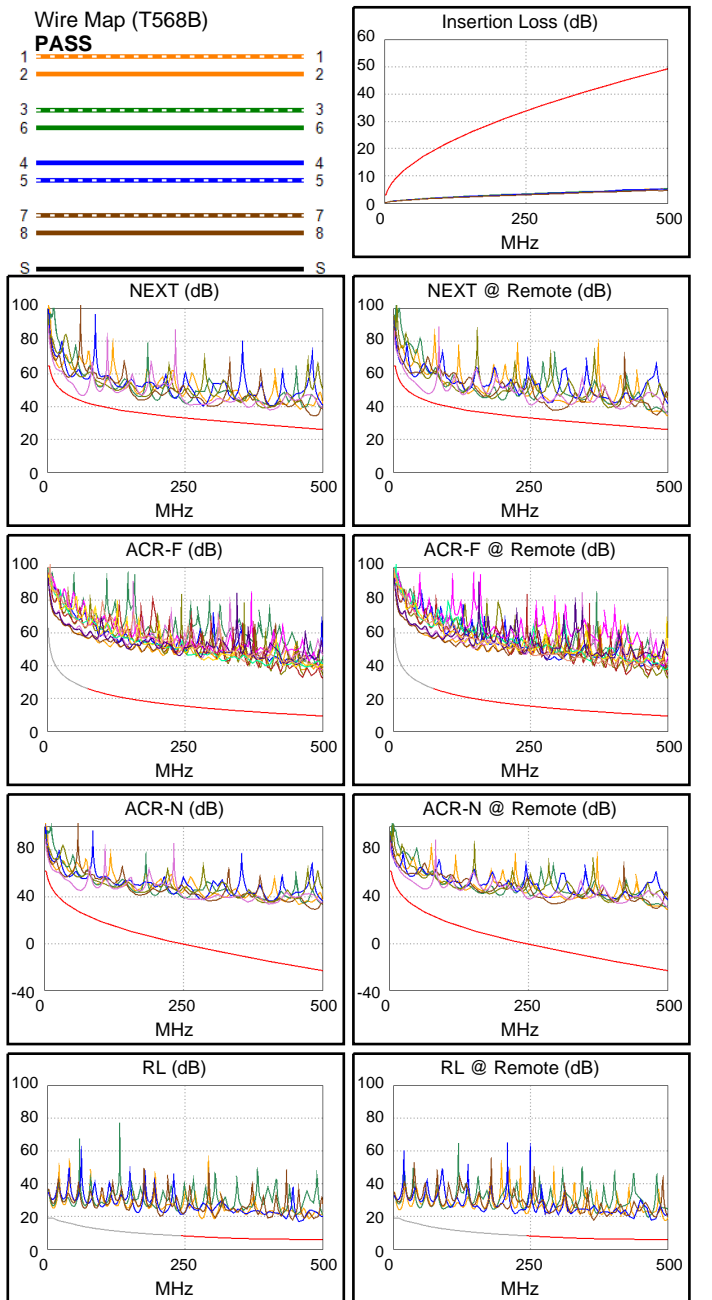 Wire Map (T568B)
PASS
1 1
2 2
3 3
6 6
4 4
5 5
7 7
8 8
S S
Insertion Loss (dB)
60
50
40
30
20
10
0
0 250 500
MHz
NEXT (dB)
100
80
60
40
20
0
0 250 500
MHz
NEXT @ Remote (dB)
100
80
60
40
20
0
0 250 500
MHz
ACR-F (dB)
100
80
60
40
20
0
0 250 500
MHz
ACR-F @ Remote (dB)
100
80
60
40
20
0
0 250 500
MHz
ACR-N (dB)
80
40
0
-40
0 250 500
MHz
ACR-N @ Remote (dB)
80
40
0
-40
0 250 500
MHz
RL (dB)
100
80
60
40
20
0
0 250 500
MHz
RL @ Remote (dB)
100
80
60
40
20
0
0 250 500
MHz